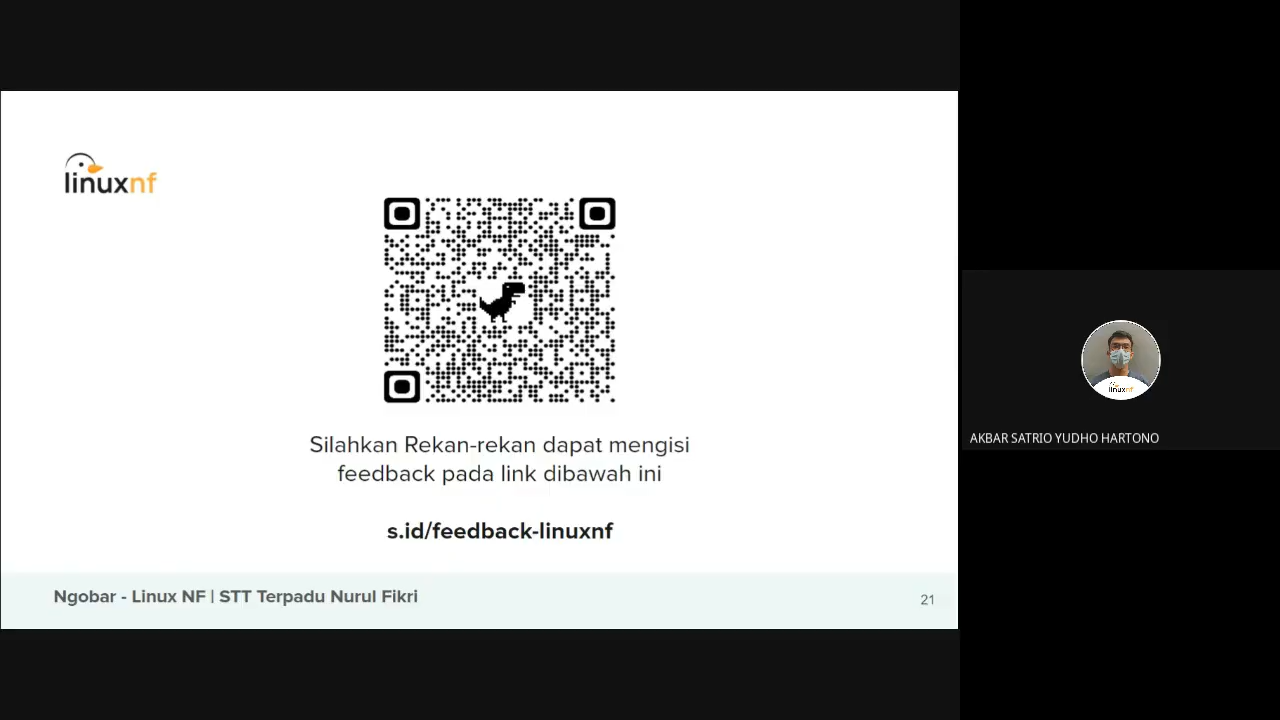 linuxnf
Silahkan Rekan-rekan dapat mengisi
feedback pada link dibawah ini
s.id/feedback-linuxnf
Ngobar - Linux NF | STT Terpadu Nurul Fikri
21
linuxnf
AKBAR SATRIO YUDHO HARTONO